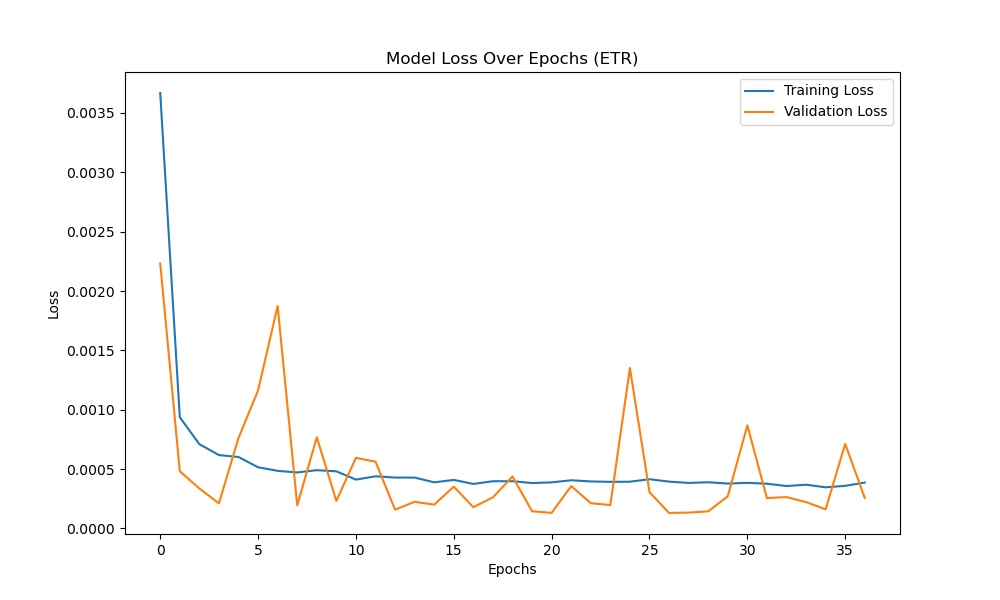 Model Loss Over Epochs (ETR)
Training Loss
Validation Loss
0.0035
0.0030
0.0025
0.0020
0.0015
0.0010
0.0005
0.0000
Loss
0 5 10 15 20 25 30 35
Epochs